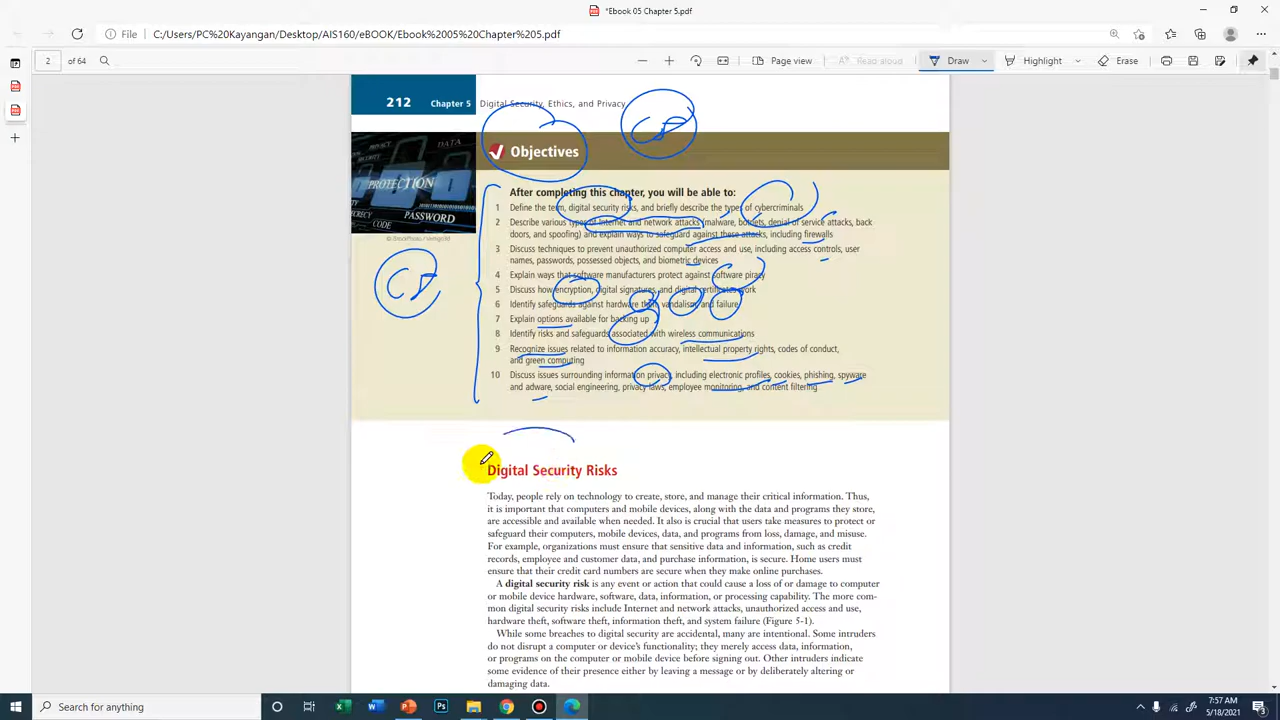 *Ebook 05 Chapter 5.pdf
File C:/Users/PC%20Kayangan/Desktop/AIS160/eBOOK/Ebook%2005%20Chapter%205.pdf
2 of 64 Page view Read aloud Draw Highlight Erase
212 Chapter 5 Digital Security, Ethics, and Privacy
PRIVACY DATA
SECURITY
PROTECTION
PASSWORD
CODE
Objectives
CP
After completing this chapter, you will be able to:
1 Define the term, digital security risks, and briefly describe the types of cybercriminals
2 Describe various types of Internet and network attacks (malware, botnets, denial of service attacks, back
doors, and spoofing) and explain ways to safeguard against these attacks, including firewalls
3 Discuss techniques to prevent unauthorized computer access and use, including access controls, user
names, passwords, possessed objects, and biometric devices
4 Explain ways that software manufacturers protect against software piracy
5 Discuss how encryption, digital signatures, and digital certificates work
6 Identify safeguards against hardware theft, vandalism, and failure
7 Explain options available for backing up
8 Identify risks and safeguards associated with wireless communications
9 Recognize issues related to information accuracy, intellectual property rights, codes of conduct,
and green computing
10 Discuss issues surrounding information privacy, including electronic profiles, cookies, phishing, spyware
and adware, social engineering, privacy laws, employee monitoring, and content filtering
CP
Digital Security Risks
Today, people rely on technology to create, store, and manage their critical information. Thus,
it is important that computers and mobile devices, along with the data and programs they store,
are accessible and available when needed. It also is crucial that users take measures to protect or
safeguard their computers, mobile devices, data, and programs from loss, damage, and misuse.
For example, organizations must ensure that sensitive data and information, such as credit
records, employee and customer data, and purchase information, is secure. Home users must
ensure that their credit card numbers are secure when they make online purchases.
A digital security risk is any event or action that could cause a loss of or damage to computer
or mobile device hardware, software, data, information, or processing capability. The more com-
mon digital security risks include Internet and network attacks, unauthorized access and use,
hardware theft, software theft, information theft, and system failure (Figure 5-1).
While some breaches to digital security are accidental, many are intentional. Some intruders
do not disrupt a computer or device's functionality; they merely access data, information,
or programs on the computer or mobile device before signing out. Other intruders indicate
some evidence of their presence either by leaving a message or by deliberately altering or
damaging data.
Search for anything
7:57 AM
5/18/2021